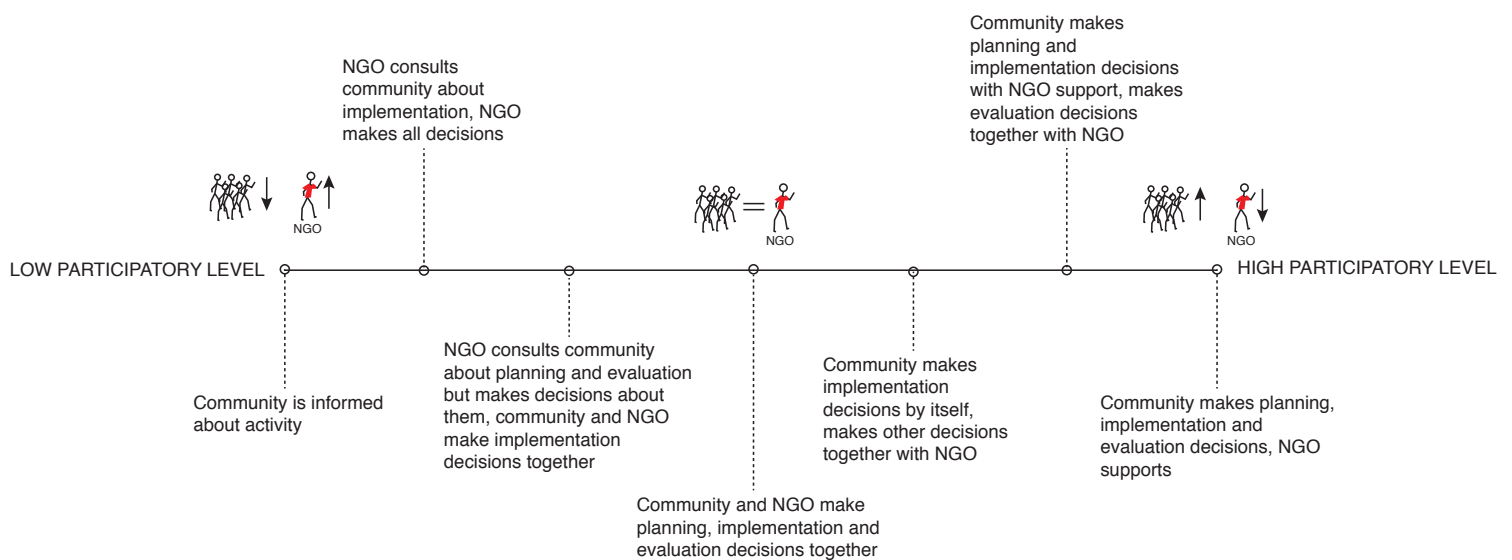 NGO consults
community about
implementation, NGO
makes all decisions
Community makes
planning and
implementation decisions
with NGO support, makes
evaluation decisions
together with NGO
NGO
NGO
NGO
LOW PARTICIPATORY LEVEL
HIGH PARTICIPATORY LEVEL
Community is informed
about activity
NGO consults community
about planning and evaluation
but makes decisions about
them, community and NGO
make implementation
decisions together
Community and NGO make
planning, implementation and
evaluation decisions together
Community makes
implementation
decisions by itself,
makes other decisions
together with NGO
Community makes planning,
implementation and
evaluation decisions, NGO
supports